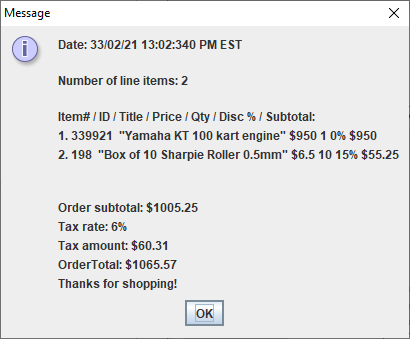 Message
Date: 33/02/21 13:02:340 PM EST
Number of line items: 2
Item# / ID / Title / Price / Qty / Disc % / Subtotal:
1. 339921  "Yamaha KT 100 kart engine" $950 1 0% $950
2. 198  "Box of 10 Sharpie Roller 0.5mm" $6.5 10 15% $55.25
Order subtotal: $1005.25
Tax rate: 6%
Tax amount: $60.31
OrderTotal: $1065.57
Thanks for shopping!
OK